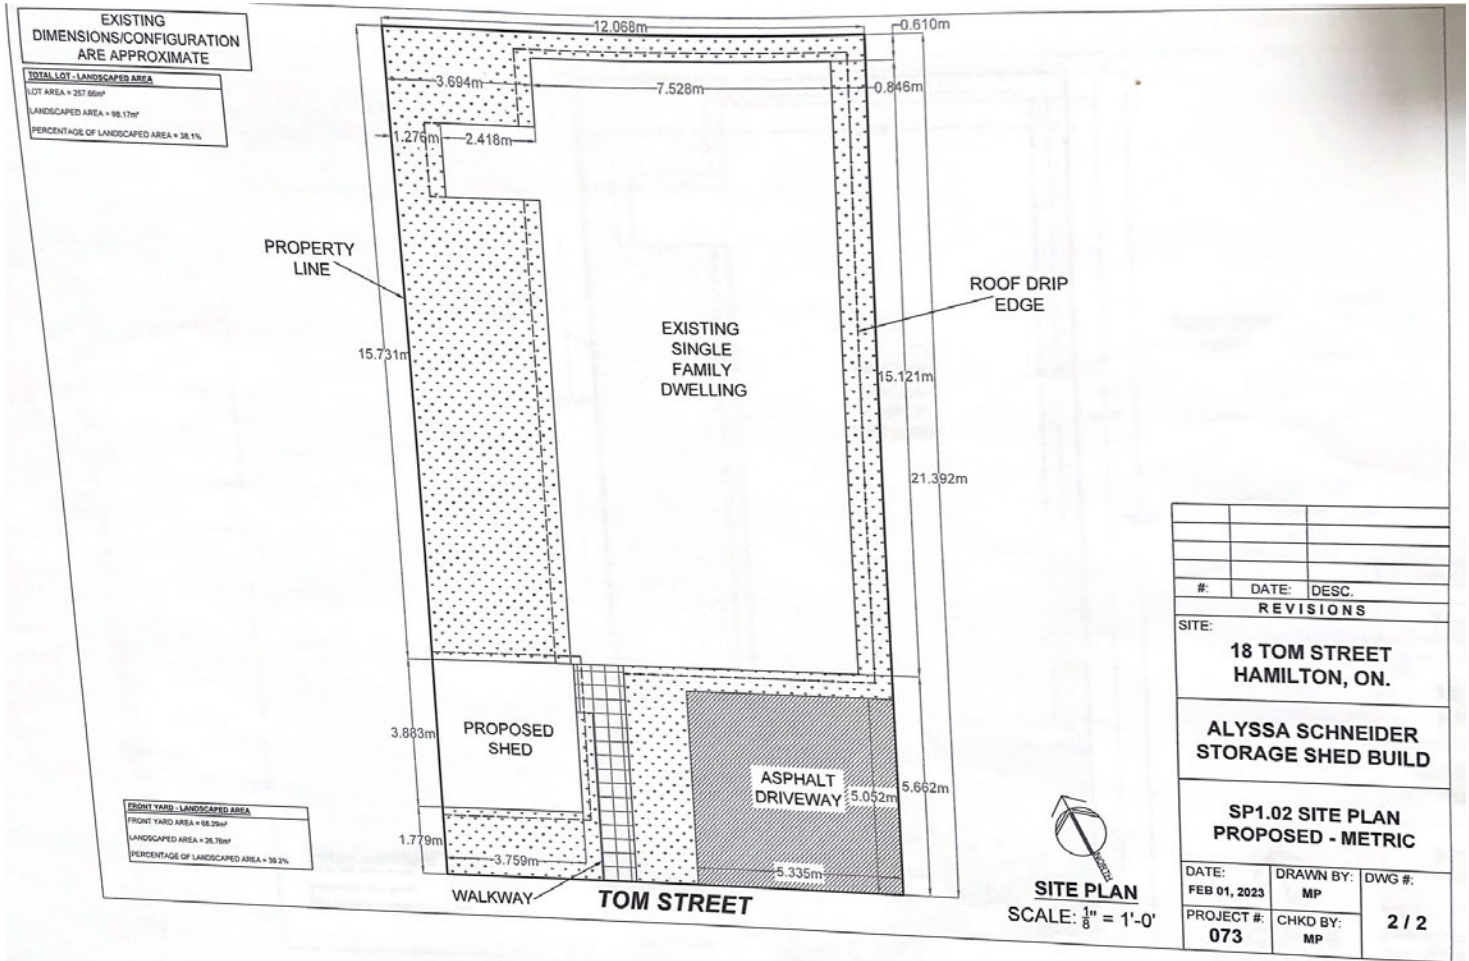 EXISTING
DIMENSIONS/CONFIGURATION
ARE APPROXIMATE
TOTAL LOT - LANDSCAPED AREA
LOT AREA = 257.66m²
LANDSCAPED AREA = 98.17m²
PERCENTAGE OF LANDSCAPED AREA = 38.1%
12.068m
0.610m
3.694m
7.528m
0.846m
1.276m
2.418m
PROPERTY
LINE
ROOF DRIP
EDGE
EXISTING
SINGLE
FAMILY
DWELLING
15.731m
15.121m
21.392m
PROPOSED
SHED
3.883m
ASPHALT
DRIVEWAY
5.052m
5.662m
FRONT YARD - LANDSCAPED AREA
FRONT YARD AREA = 68.29m²
LANDSCAPED AREA = 26.76m²
PERCENTAGE OF LANDSCAPED AREA = 39.2%
1.779m
3.759m
5.335m
WALKWAY
TOM STREET
NORTH
SITE PLAN
SCALE: 1/8" = 1'-0'
#: DATE: DESC.
REVISIONS
SITE:
18 TOM STREET
HAMILTON, ON.
ALYSSA SCHNEIDER
STORAGE SHED BUILD
SP1.02 SITE PLAN
PROPOSED - METRIC
DATE: DRAWN BY: DWG #:
FEB 01, 2023 MP
PROJECT #: CHKD BY: 2 / 2
073 MP